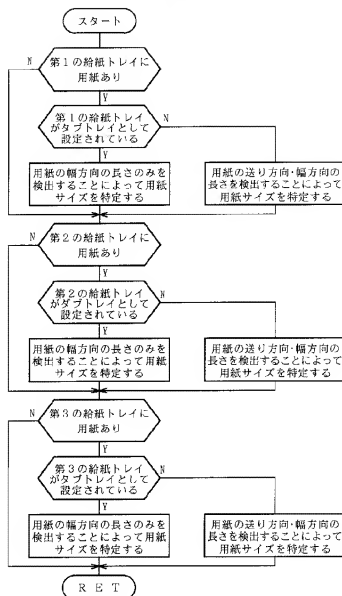 スタート
N
第1の給紙トレイに
用紙あり
Y
第1の給紙トレイ
がタブトレイとして
設定されている
N
Y
用紙の幅方向の長さのみを
検出することによって用紙
サイズを特定する
用紙の送り方向・幅方向の
長さを検出することによって
用紙サイズを特定する
N
第2の給紙トレイに
用紙あり
Y
第2の給紙トレイ
がタブトレイとして
設定されている
N
Y
用紙の幅方向の長さのみを
検出することによって用紙
サイズを特定する
用紙の送り方向・幅方向の
長さを検出することによって
用紙サイズを特定する
N
第3の給紙トレイに
用紙あり
Y
第3の給紙トレイ
がタブトレイとして
設定されている
N
Y
用紙の幅方向の長さのみを
検出することによって用紙
サイズを特定する
用紙の送り方向・幅方向の
長さを検出することによって
用紙サイズを特定する
RET